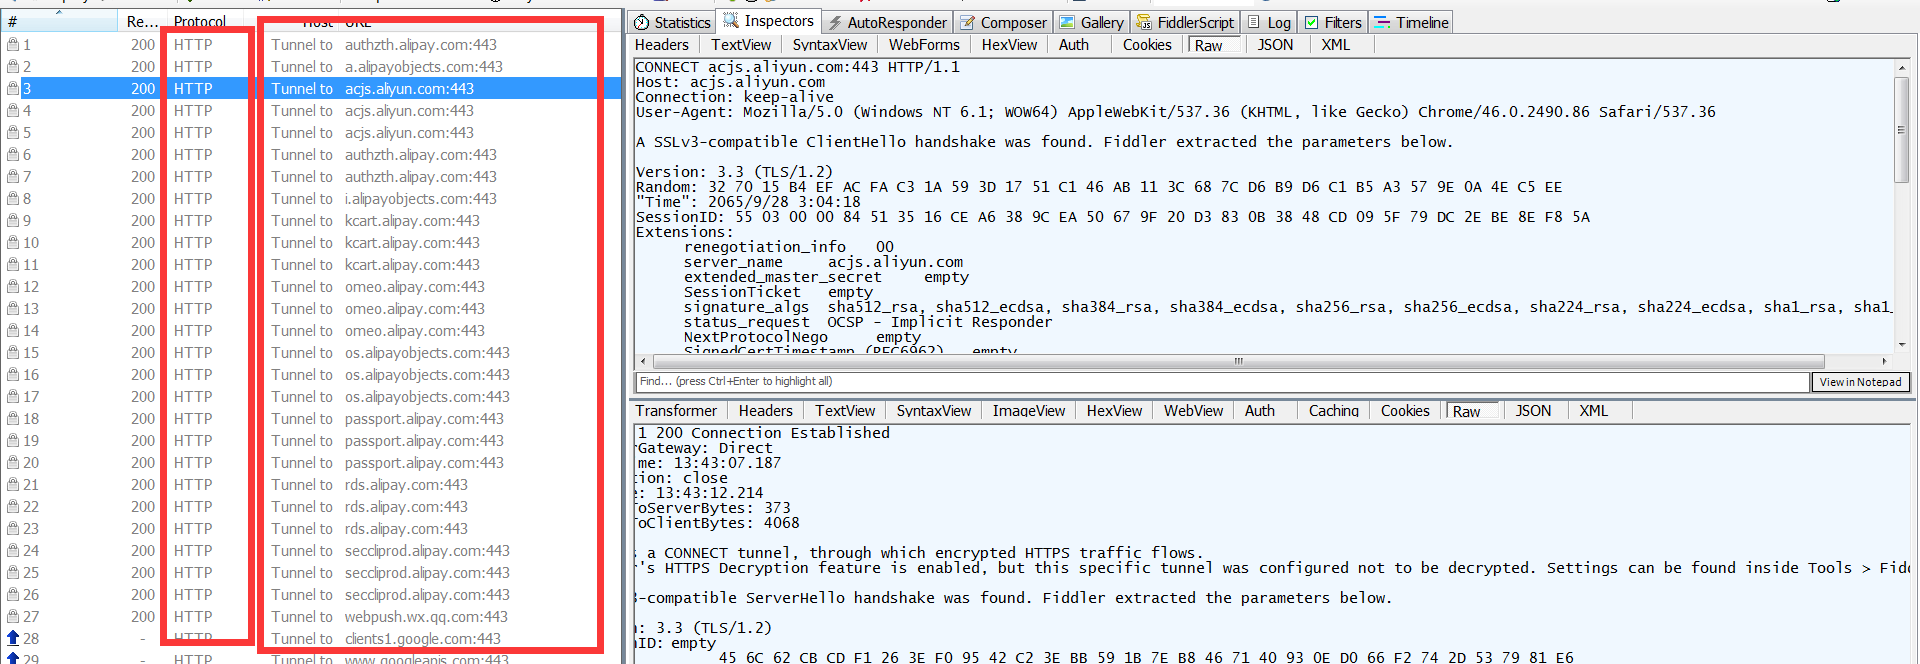 # Re... Protocol Host URL
1 200 HTTP Tunnel to authzth.alipay.com:443
2 200 HTTP Tunnel to a.alipayobjects.com:443
3 200 HTTP Tunnel to acjs.aliyun.com:443
4 200 HTTP Tunnel to acjs.aliyun.com:443
5 200 HTTP Tunnel to acjs.aliyun.com:443
6 200 HTTP Tunnel to authzth.alipay.com:443
7 200 HTTP Tunnel to authzth.alipay.com:443
8 200 HTTP Tunnel to i.alipayobjects.com:443
9 200 HTTP Tunnel to kcart.alipay.com:443
10 200 HTTP Tunnel to kcart.alipay.com:443
11 200 HTTP Tunnel to kcart.alipay.com:443
12 200 HTTP Tunnel to omeo.alipay.com:443
13 200 HTTP Tunnel to omeo.alipay.com:443
14 200 HTTP Tunnel to omeo.alipay.com:443
15 200 HTTP Tunnel to os.alipayobjects.com:443
16 200 HTTP Tunnel to os.alipayobjects.com:443
17 200 HTTP Tunnel to os.alipayobjects.com:443
18 200 HTTP Tunnel to passport.alipay.com:443
19 200 HTTP Tunnel to passport.alipay.com:443
20 200 HTTP Tunnel to passport.alipay.com:443
21 200 HTTP Tunnel to rds.alipay.com:443
22 200 HTTP Tunnel to rds.alipay.com:443
23 200 HTTP Tunnel to rds.alipay.com:443
24 200 HTTP Tunnel to seccliprod.alipay.com:443
25 200 HTTP Tunnel to seccliprod.alipay.com:443
26 200 HTTP Tunnel to seccliprod.alipay.com:443
27 200 HTTP Tunnel to webpush.wx.qq.com:443
28 - HTTP Tunnel to clients1.google.com:443
29 - HTTP Tunnel to www.googleapis.com:443
Statistics Inspectors AutoResponder Composer Gallery FiddlerScript Log Filters Timeline
Headers TextView SyntaxView WebForms HexView Auth Cookies Raw JSON XML
CONNECT acjs.aliyun.com:443 HTTP/1.1
Host: acjs.aliyun.com
Connection: keep-alive
User-Agent: Mozilla/5.0 (Windows NT 6.1; WOW64) AppleWebKit/537.36 (KHTML, like Gecko) Chrome/46.0.2490.86 Safari/537.36
A SSLv3-compatible ClientHello handshake was found. Fiddler extracted the parameters below.
Version: 3.3 (TLS/1.2)
Random: 32 70 15 B4 EF AC FA C3 1A 59 3D 17 51 C1 46 AB 11 3C 68 7C D6 B9 D6 C1 B5 A3 57 9E 0A 4E C5 EE
"Time": 2065/9/28 3:04:18
SessionID: 55 03 00 00 84 51 35 16 CE A6 38 9C EA 50 67 9F 20 D3 83 0B 38 48 CD 09 5F 79 DC 2E BE 8E F8 5A
Extensions:
renegotiation_info 00
server_name acjs.aliyun.com
extended_master_secret empty
SessionTicket empty
signature_algs sha512_rsa, sha512_ecdsa, sha384_rsa, sha384_ecdsa, sha256_rsa, sha256_ecdsa, sha224_rsa, sha224_ecdsa, sha1_rsa, sha1_
status_request OCSP - Implicit Responder
NextProtocolNego empty
SignedCertTimestamp (RFC6962) empty
Find... (press Ctrl+Enter to highlight all) View in Notepad
Transformer Headers TextView SyntaxView ImageView HexView WebView Auth Caching Cookies Raw JSON XML
1 200 Connection Established
rGateway: Direct
me: 13:43:07.187
tion: close
e: 13:43:12.214
ToServerBytes: 373
ToClientBytes: 4068
a CONNECT tunnel, through which encrypted HTTPS traffic flows.
r's HTTPS Decryption feature is enabled, but this specific tunnel was configured not to be decrypted. Settings can be found inside Tools > Fidd
3-compatible ServerHello handshake was found. Fiddler extracted the parameters below.
n: 3.3 (TLS/1.2)
nID: empty
45 6C 62 CB CD F1 26 3E F0 95 42 C2 3E BB 59 1B 7E B8 46 71 40 93 0E D0 66 F2 74 2D 53 79 81 E6